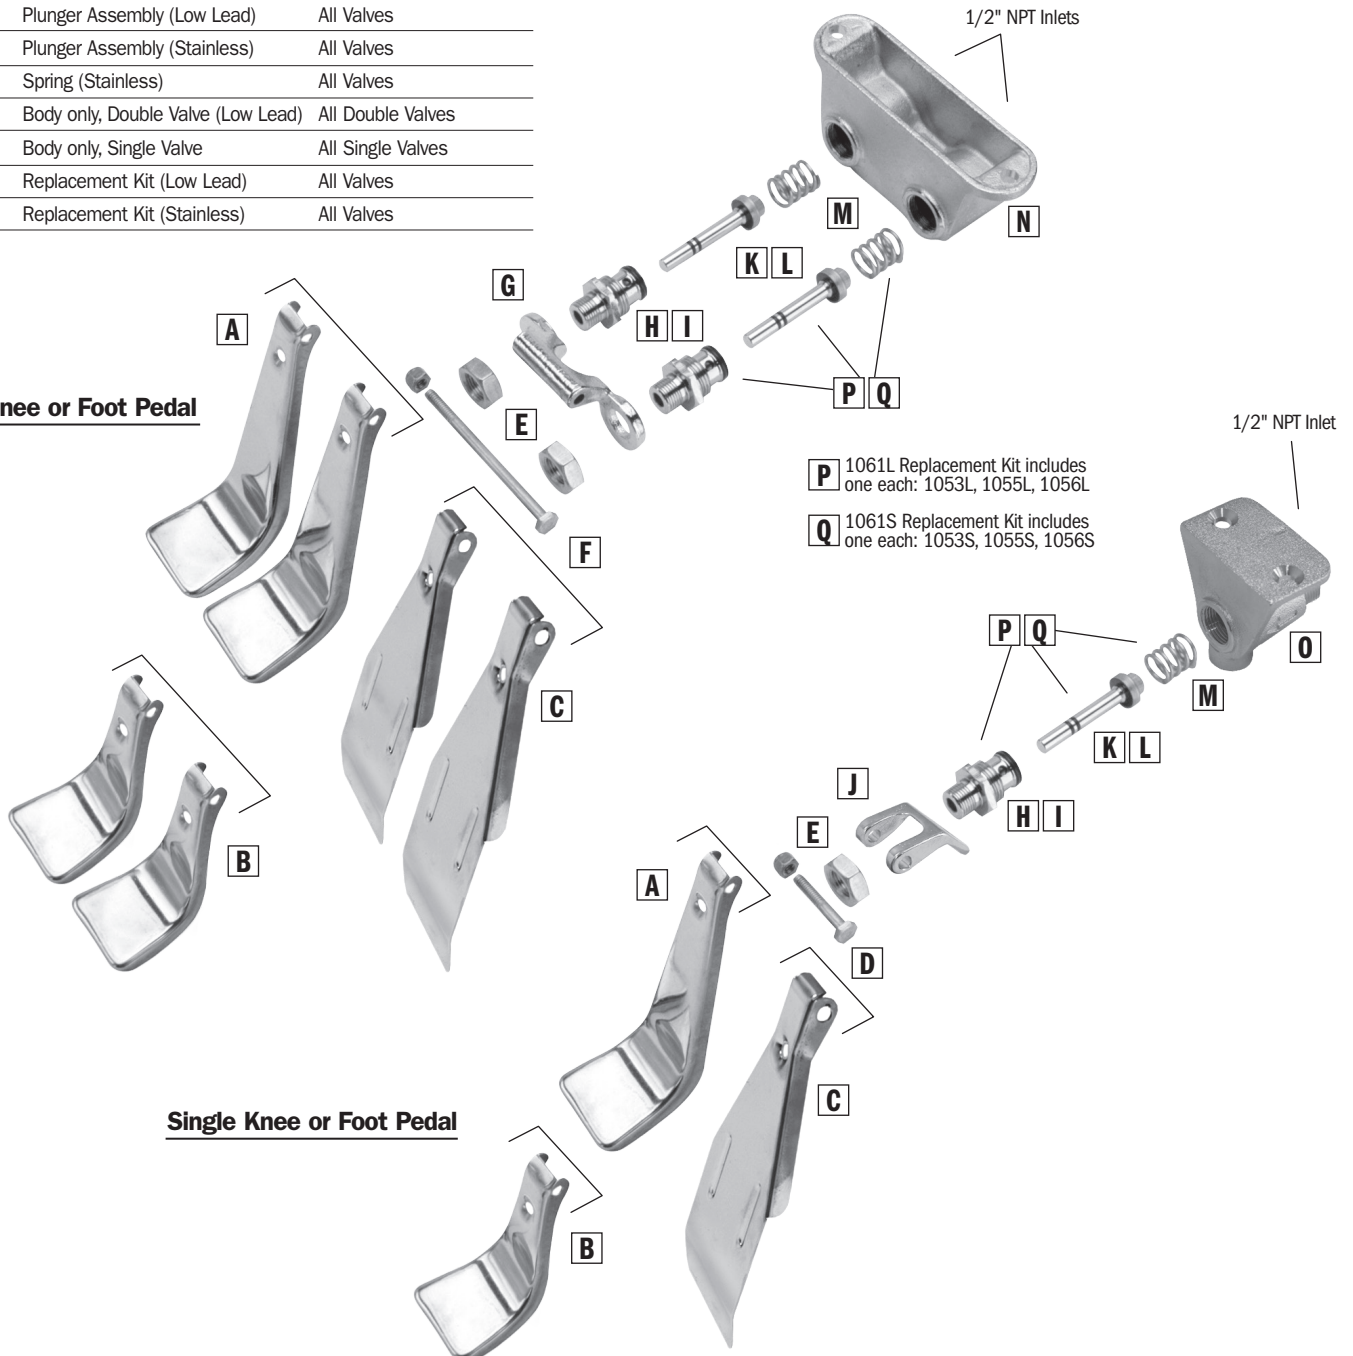 Plunger Assembly (Low Lead) All Valves
Plunger Assembly (Stainless) All Valves
Spring (Stainless) All Valves
Body only, Double Valve (Low Lead) All Double Valves
Body only, Single Valve All Single Valves
Replacement Kit (Low Lead) All Valves
Replacement Kit (Stainless) All Valves
1/2" NPT Inlets
M
N
K L
G
H I
A
P Q
nee or Foot Pedal
E
1/2" NPT Inlet
P 1061L Replacement Kit includes
one each: 1053L, 1055L, 1056L
Q 1061S Replacement Kit includes
one each: 1053S, 1055S, 1056S
F
P Q
O
M
C
K L
J
H I
E
B
A
D
C
Single Knee or Foot Pedal
B